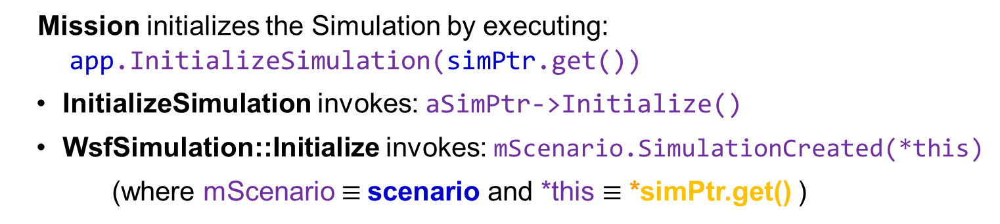 Mission initializes the Simulation by executing:
app.InitializeSimulation(simPtr.get())
• InitializeSimulation invokes: aSimPtr->Initialize()
• WsfSimulation::Initialize invokes: mScenario.SimulationCreated(*this)
(where mScenario ≡ scenario and *this ≡ *simPtr.get() )